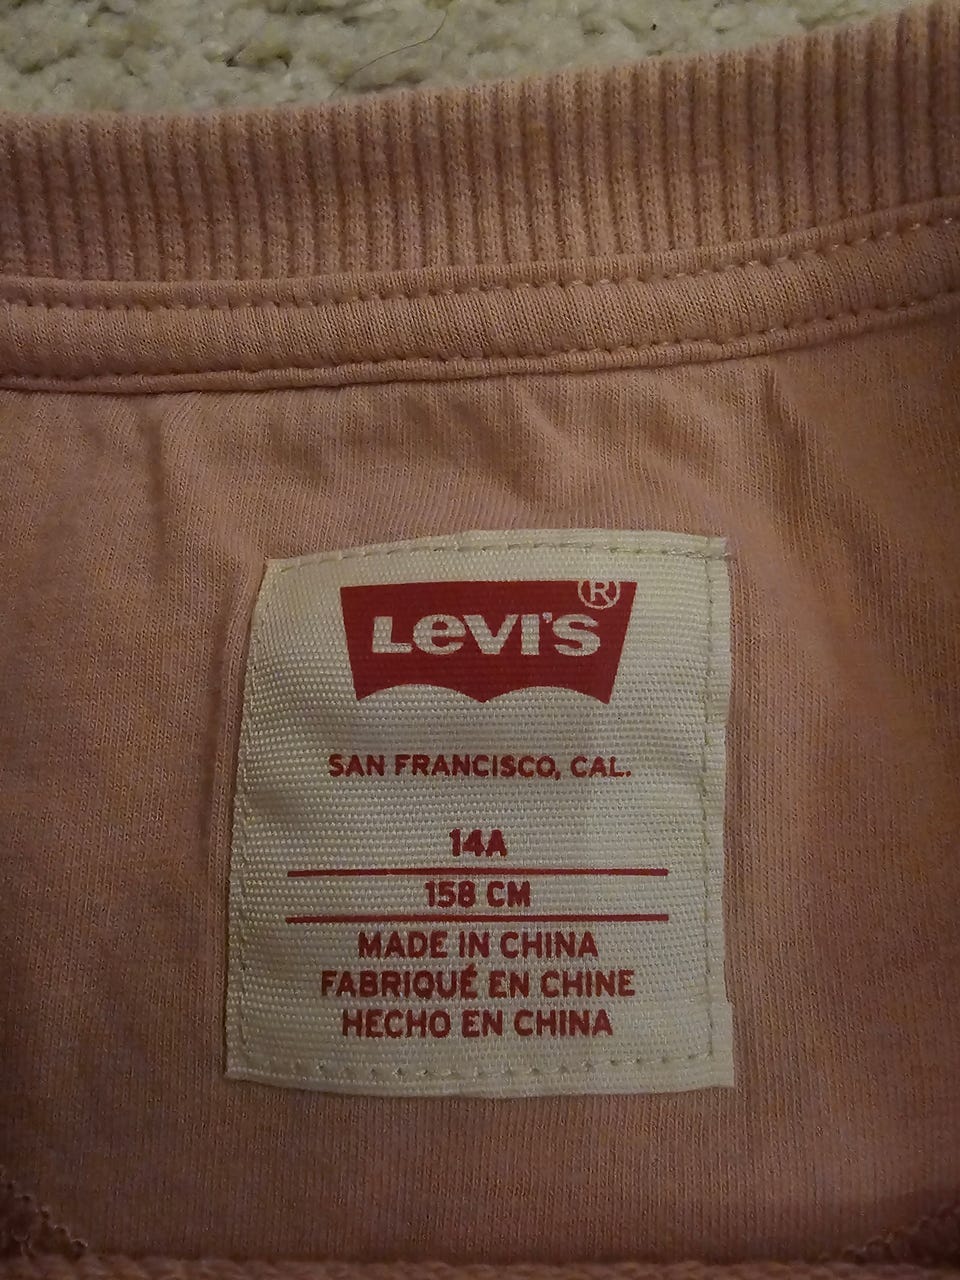 LEVI'S®
SAN FRANCISCO, CAL.
14A
158 CM
MADE IN CHINA
FABRIQUÉ EN CHINE
HECHO EN CHINA